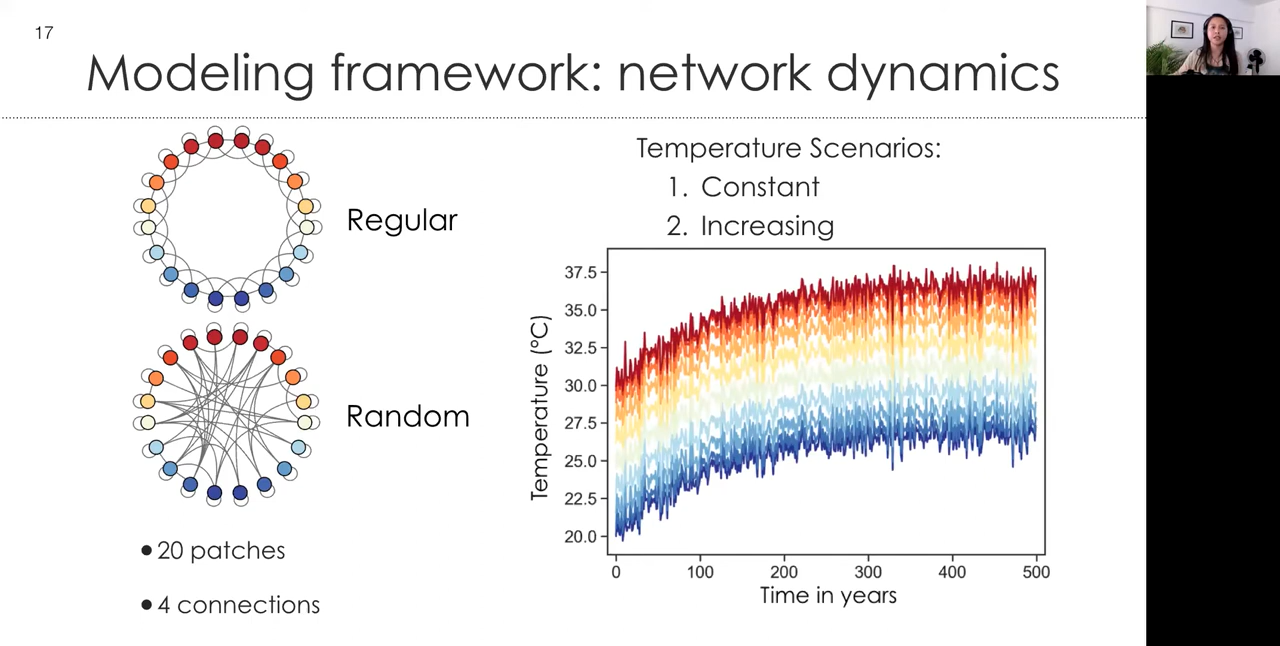 17
Modeling framework: network dynamics
Regular
Random
• 20 patches
• 4 connections
Temperature Scenarios:
1. Constant
2. Increasing
Temperature (°C)
37.5
35.0
32.5
30.0
27.5
25.0
22.5
20.0
0 100 200 300 400 500
Time in years